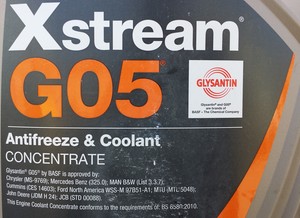 Xstream®
G05
GLYSANTIN
Glysantin® and G05®
are brands of
BASF - The Chemical Company
Antifreeze & Coolant
CONCENTRATE
Glysantin® G05® by BASF is approved by:
Chrysler (MS-9769); Mercedes Benz (325.0); MAN B&W (List 3.3.7);
Cummins (CES 14603); Ford North America WSS-M 97B51-A1; MTU (MTL 5048);
John Deere (JDM H 24); JCB (STD 00088).
This Engine Coolant Concentrate conforms to the requirements of: BS 6580:2010.